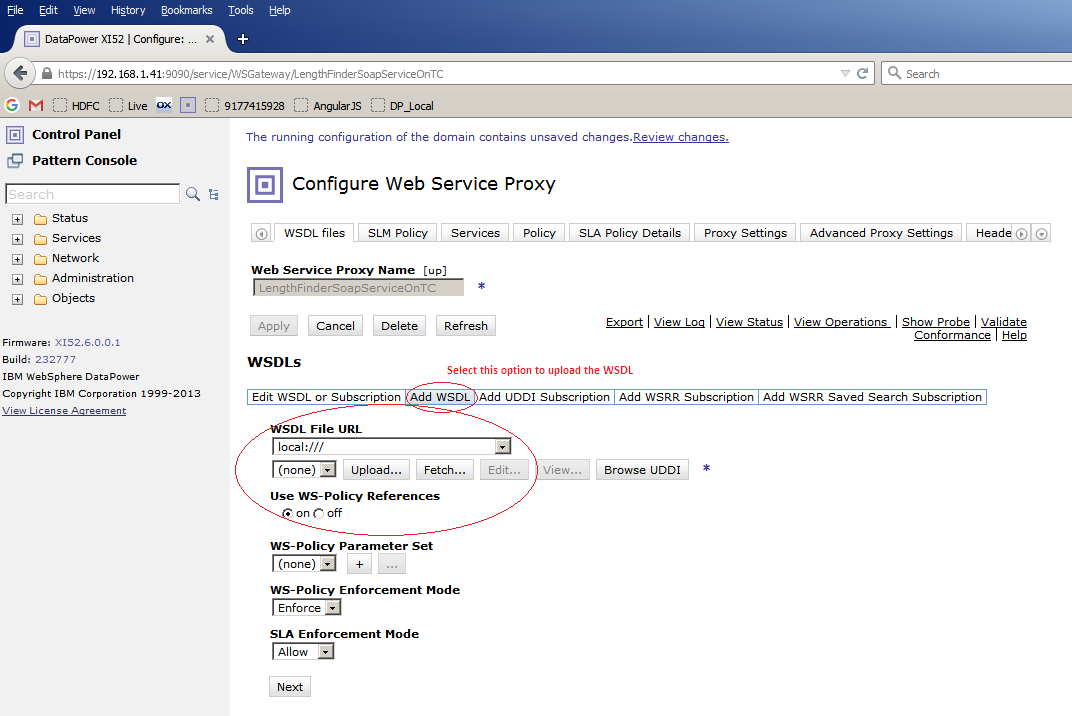 File Edit View History Bookmarks Tools Help
DataPower XI52 | Configure: ... × +
https://192.168.1.41:9090/service/WSGateway/LengthFinderSoapServiceOnTC Search
G M HDFC Live OX 9177415928 AngularJS DP_Local
Control Panel
Pattern Console
Search
Status
Services
Network
Administration
Objects
Firmware: XI52.6.0.0.1
Build: 232777
IBM WebSphere DataPower
Copyright IBM Corporation 1999-2013
View License Agreement
The running configuration of the domain contains unsaved changes.Review changes.
Configure Web Service Proxy
WSDL files SLM Policy Services Policy SLA Policy Details Proxy Settings Advanced Proxy Settings Heade
Web Service Proxy Name [up]
LengthFinderSoapServiceOnTC *
Apply Cancel Delete Refresh
Export | View Log | View Status | View Operations | Show Probe | Validate
Conformance | Help
WSDLs
Select this option to upload the WSDL
Edit WSDL or Subscription Add WSDL Add UDDI Subscription Add WSRR Subscription Add WSRR Saved Search Subscription
WSDL File URL
local:///
(none) Upload... Fetch... Edit... View... Browse UDDI *
Use WS-Policy References
on off
WS-Policy Parameter Set
(none) + ...
WS-Policy Enforcement Mode
Enforce
SLA Enforcement Mode
Allow
Next